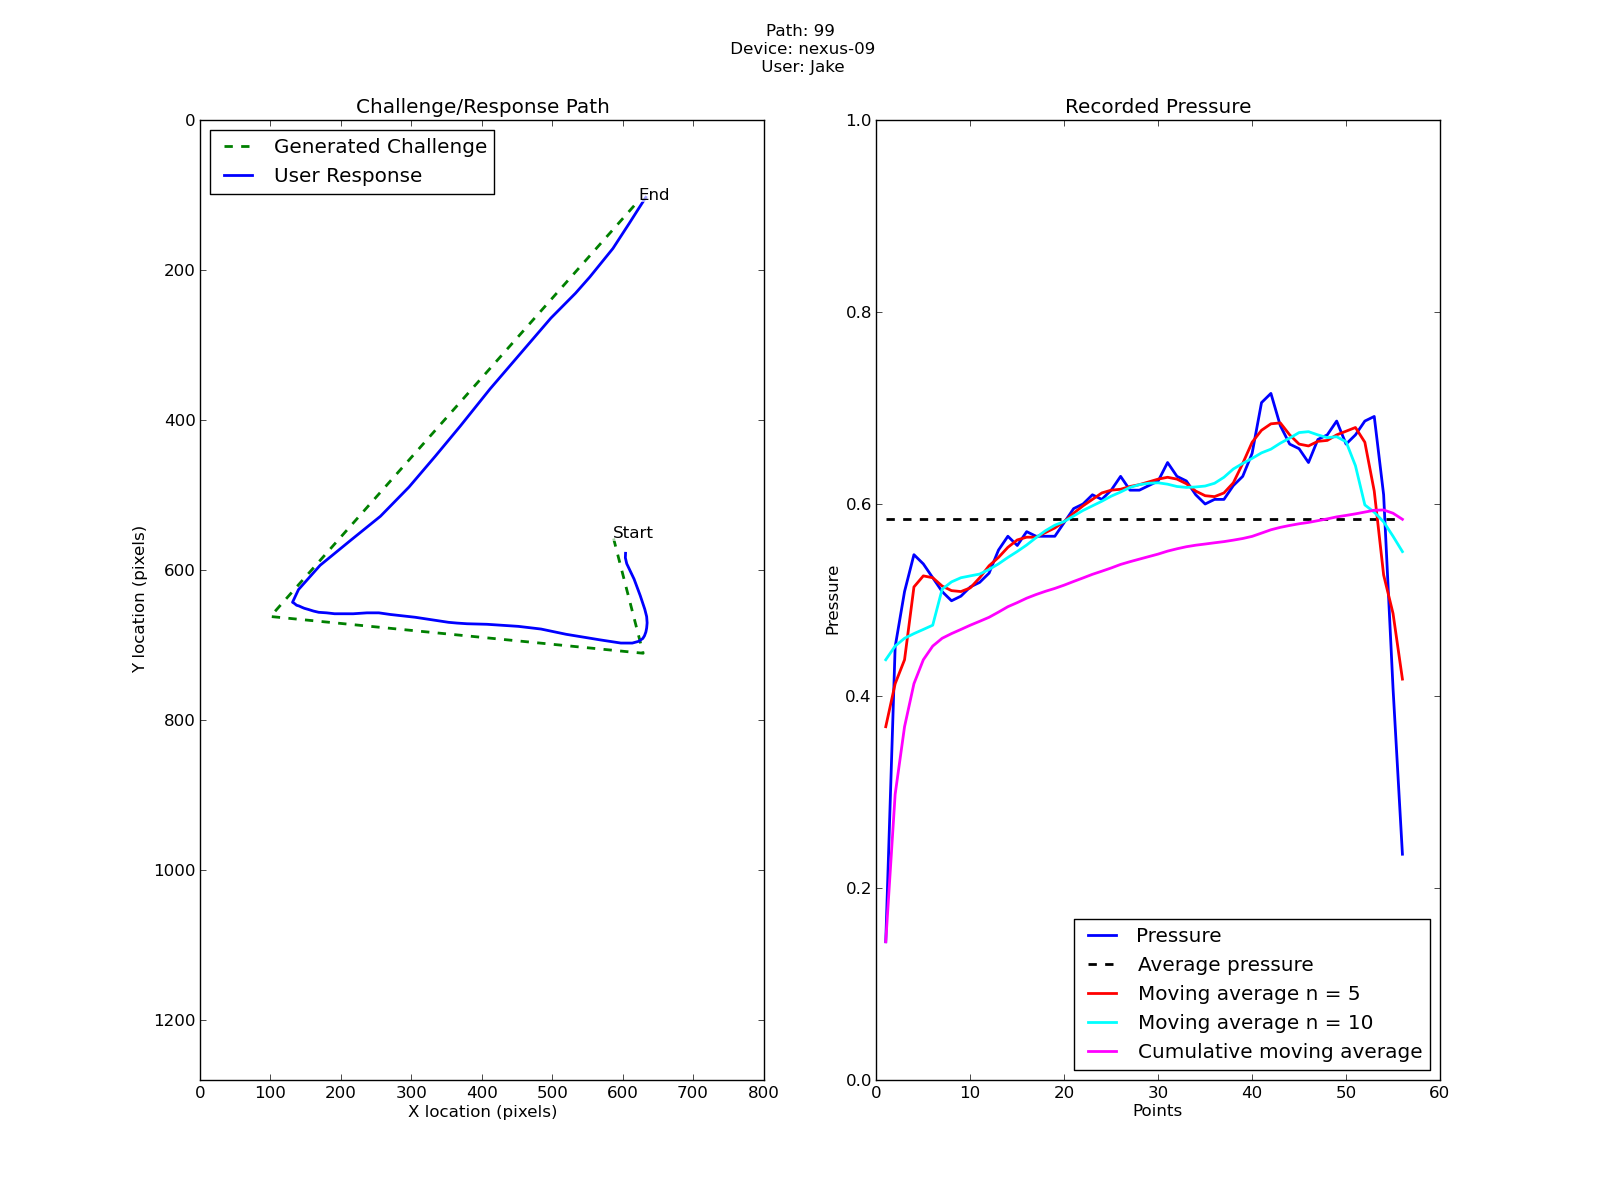 Path: 99
Device: nexus-09
User: Jake
Challenge/Response Path
0
200
400
600
800
1000
1200
Y location (pixels)
Generated Challenge
User Response
End
Start
0 100 200 300 400 500 600 700 800
X location (pixels)
Recorded Pressure
1.0
0.8
0.6
0.4
0.2
0.0
Pressure
Pressure
Average pressure
Moving average n = 5
Moving average n = 10
Cumulative moving average
0 10 20 30 40 50 60
Points